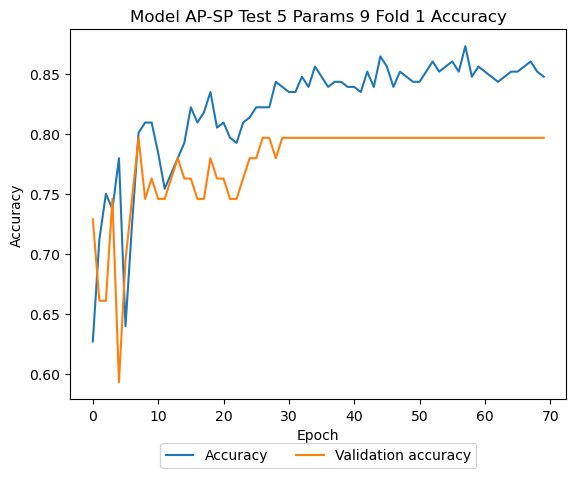 Model AP-SP Test 5 Params 9 Fold 1 Accuracy
Accuracy
0.85
0.80
0.75
0.70
0.65
0.60
0 10 20 30 40 50 60 70
Epoch
Accuracy Validation accuracy